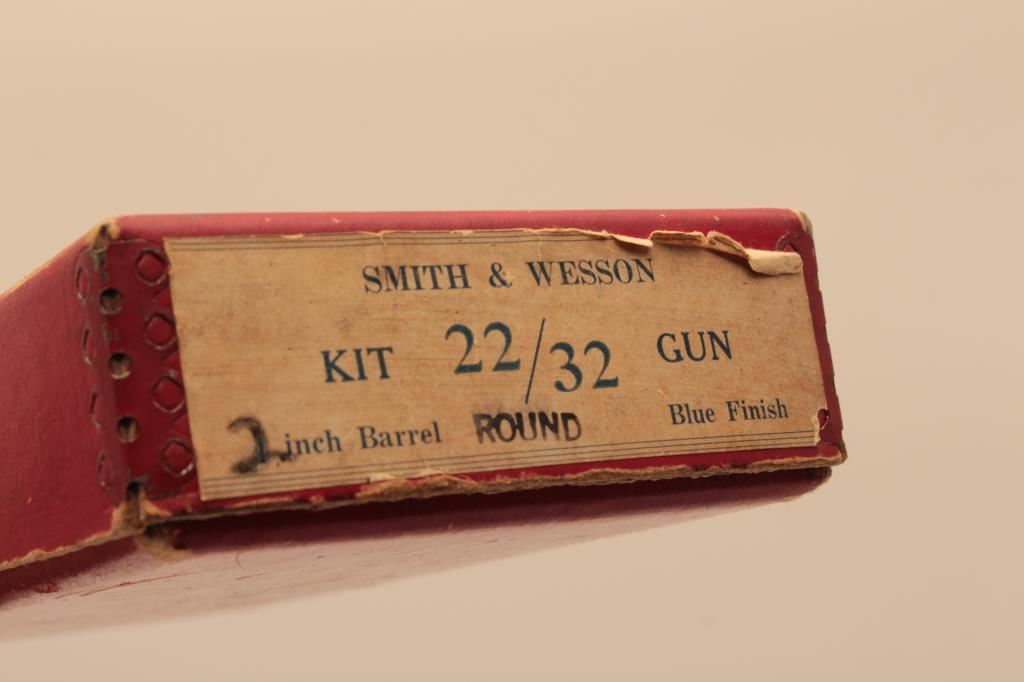 SMITH & WESSON
KIT 22/32 GUN
2 inch Barrel ROUND Blue Finish